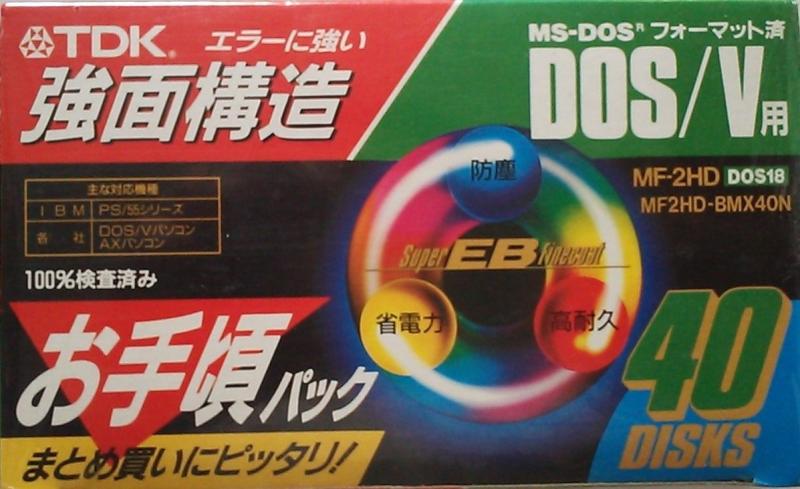 TDK®
エラーに強い
強面構造
MS-DOS® フォーマット済
DOS/V用
MF-2HD DOS18
MF2HD-BMX40N
主な対応機種
IBM PS/55シリーズ
各社 DOS/Vパソコン
AXパソコン
100%検査済み
防塵
Super EB Finecoat
省電力
高耐久
お手頃パック
まとめ買いにピッタリ!
40
DISKS